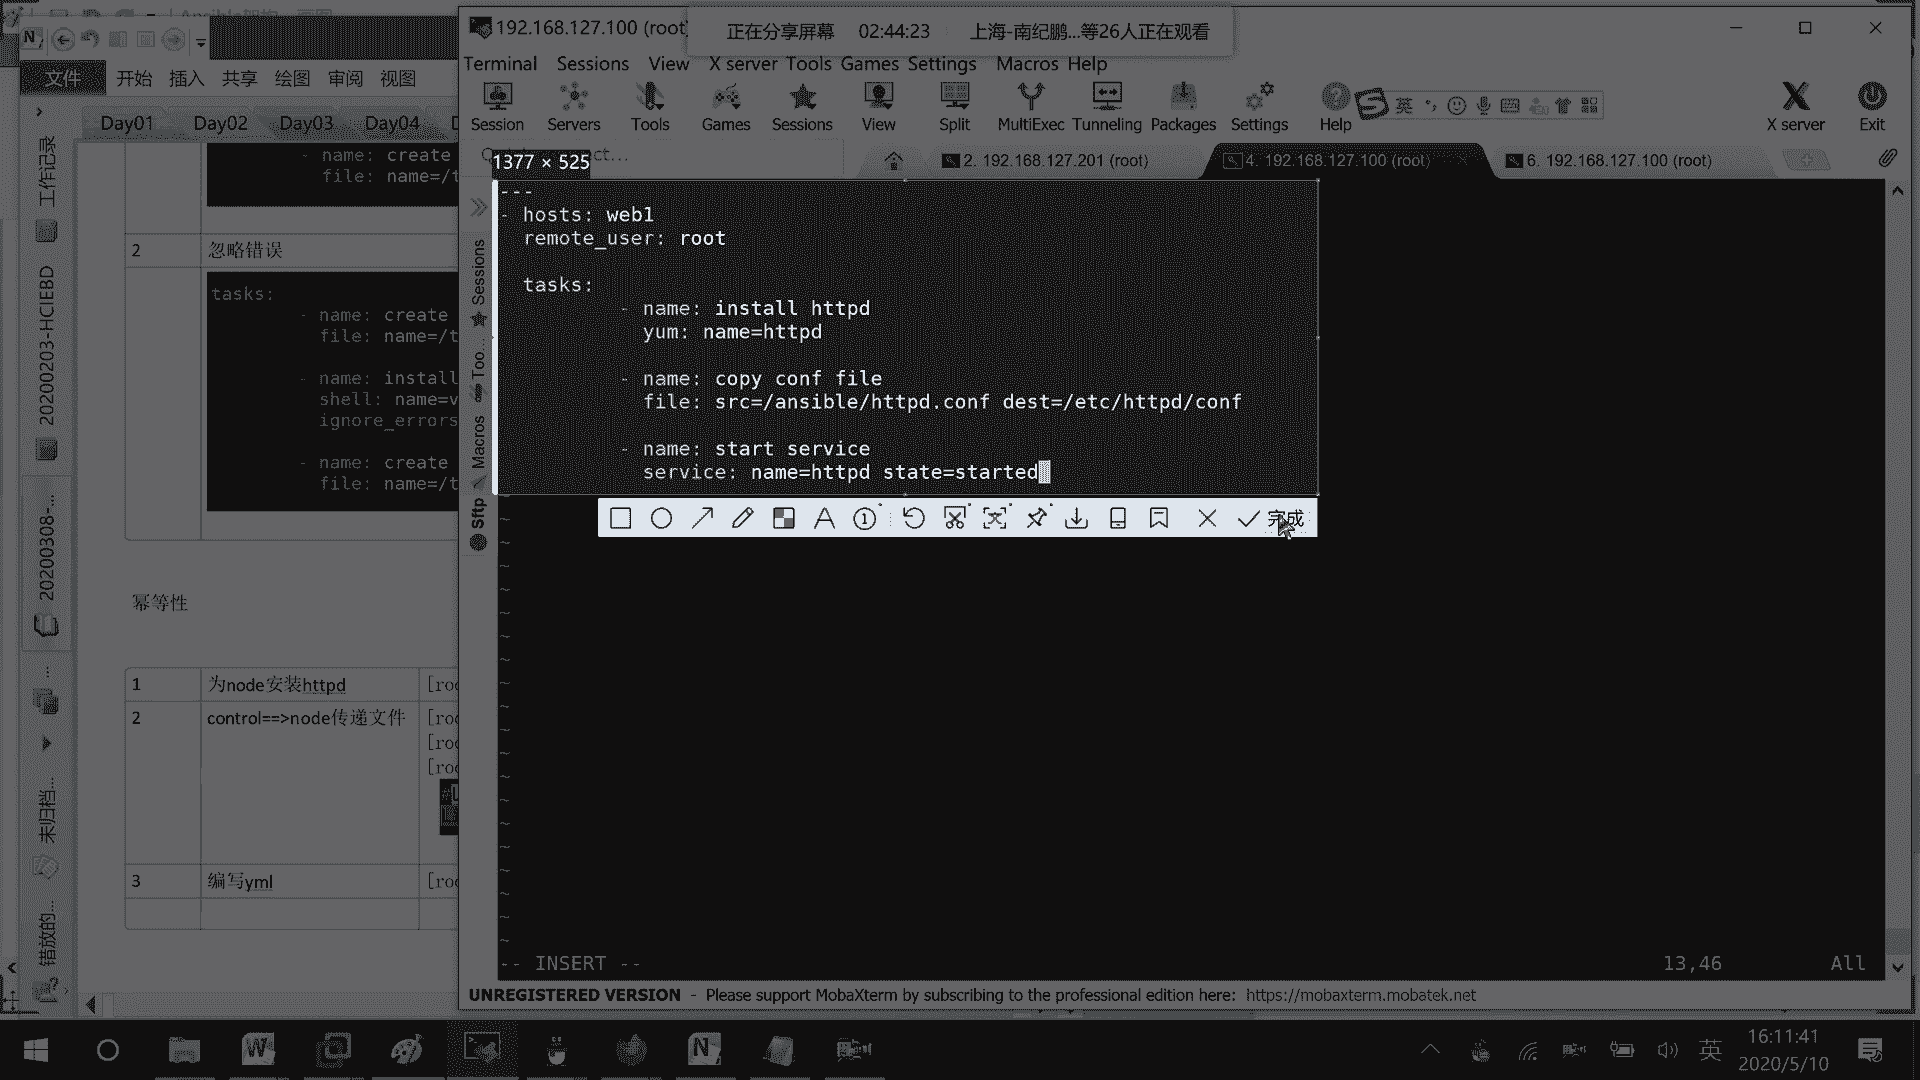 192.168.127.100 (root
正在分享屏幕 02:44:23 上海-南纪鹏...等26人正在观看
Terminal Sessions View X server Tools Games Settings Macros Help
文件 开始 插入 共享 绘图 审阅 视图
Session Servers Tools Games Sessions View Split MultiExec Tunneling Packages Settings Help
英
X server Exit
Day01 Day02 Day03 Day04
2. 192.168.127.201 (root)
4. 192.168.127.100 (root)
6. 192.168.127.100 (root)
1377 × 525
工作记录
20200203-HCIEBD
20200308-...
未归档...
错放的...
- name: create
file: name=/t
2 忽略错误
tasks:
- name: create
file: name=/t
- name: install
shell: name=v
ignore_errors
- name: create
file: name=/t
幂等性
1 为node安装httpd [roo
2 control==>node传递文件 [roo
[roo
[roo
3 编写yml [roo
Sessions
Too...
Macros
Sftp
---
- hosts: web1
remote_user: root
tasks:
- name: install httpd
yum: name=httpd
- name: copy conf file
file: src=/ansible/httpd.conf dest=/etc/httpd/conf
- name: start service
service: name=httpd state=started
完成
-- INSERT --
13,46 All
UNREGISTERED VERSION - Please support MobaXterm by subscribing to the professional edition here: https://mobaxterm.mobatek.net
英
16:11:41
2020/5/10